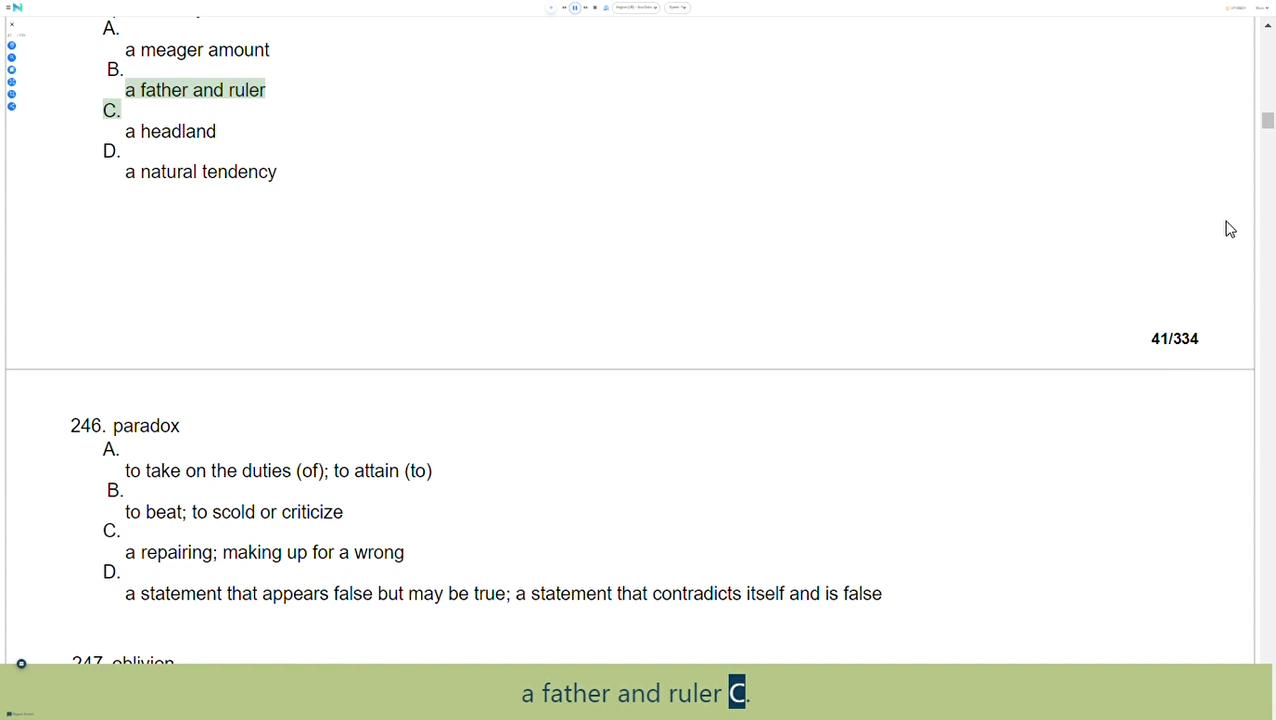 A.
a meager amount
B.
a father and ruler
C.
a headland
D.
a natural tendency
41/334
246. paradox
A.
to take on the duties (of); to attain (to)
B.
to beat; to scold or criticize
C.
a repairing; making up for a wrong
D.
a statement that appears false but may be true; a statement that contradicts itself and is false
247. oblivion
a father and ruler C.